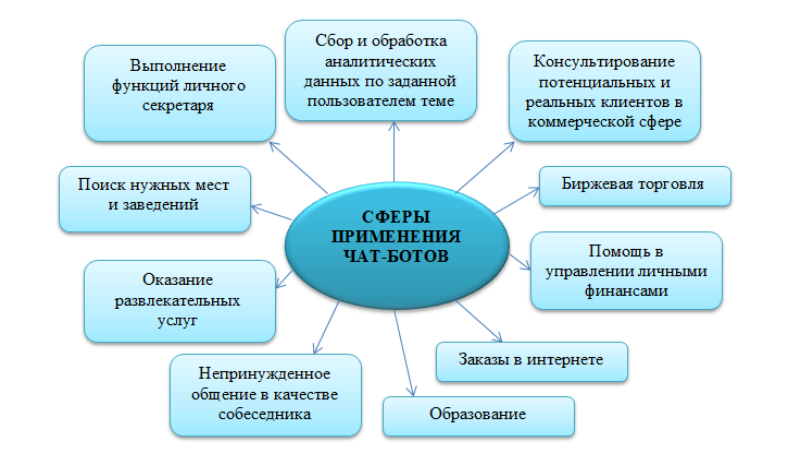 Сбор и обработка
аналитических
данных по заданной
пользователем теме
Выполнение
функций личного
секретаря
Консультирование
потенциальных и
реальных клиентов в
коммерческой сфере
Поиск нужных мест
и заведений
Биржевая торговля
СФЕРЫ
ПРИМЕНЕНИЯ
ЧАТ-БОТОВ
Помощь в
управлении личными
финансами
Оказание
развлекательных
услуг
Заказы в интернете
Непринужденное
общение в качестве
собеседника
Образование